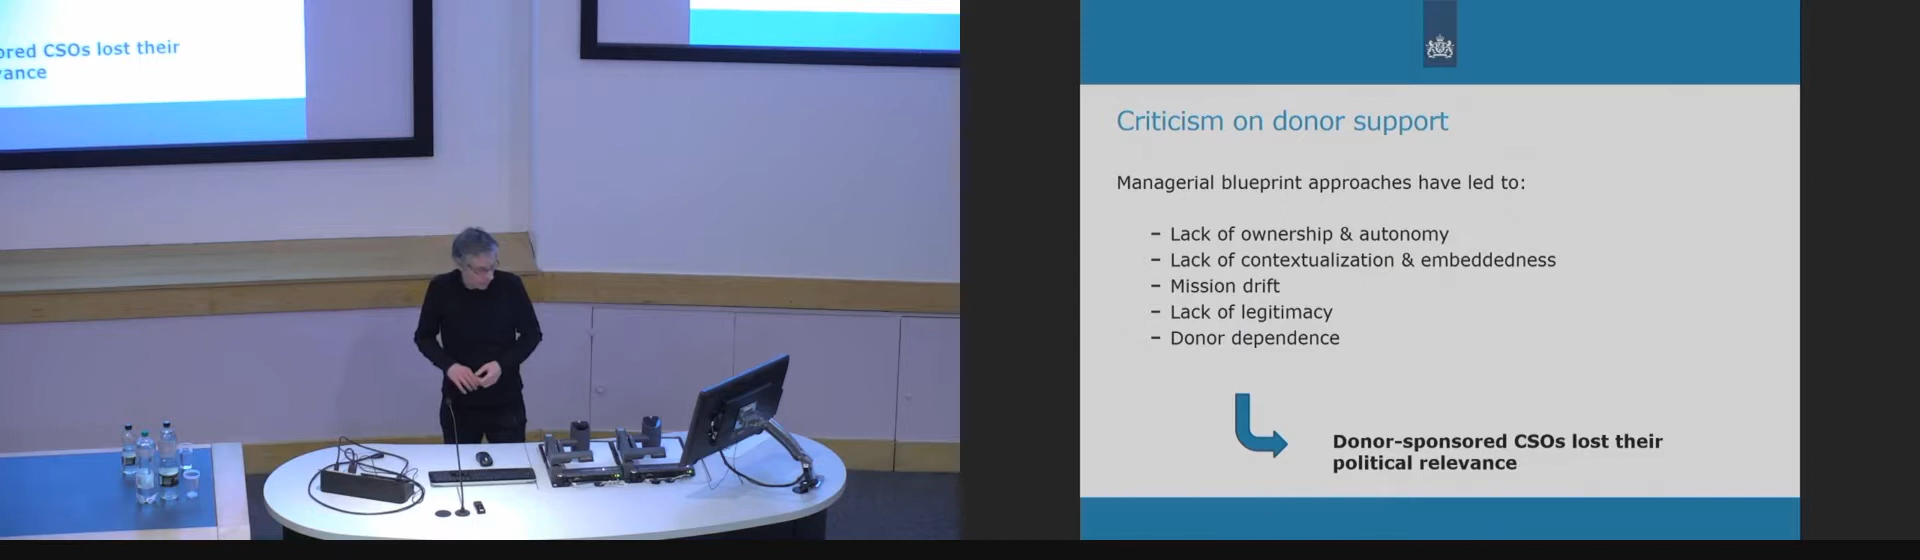 ored CSOs lost their
vance
Criticism on donor support
Managerial blueprint approaches have led to:
– Lack of ownership & autonomy
– Lack of contextualization & embeddedness
– Mission drift
– Lack of legitimacy
– Donor dependence
Donor-sponsored CSOs lost their
political relevance